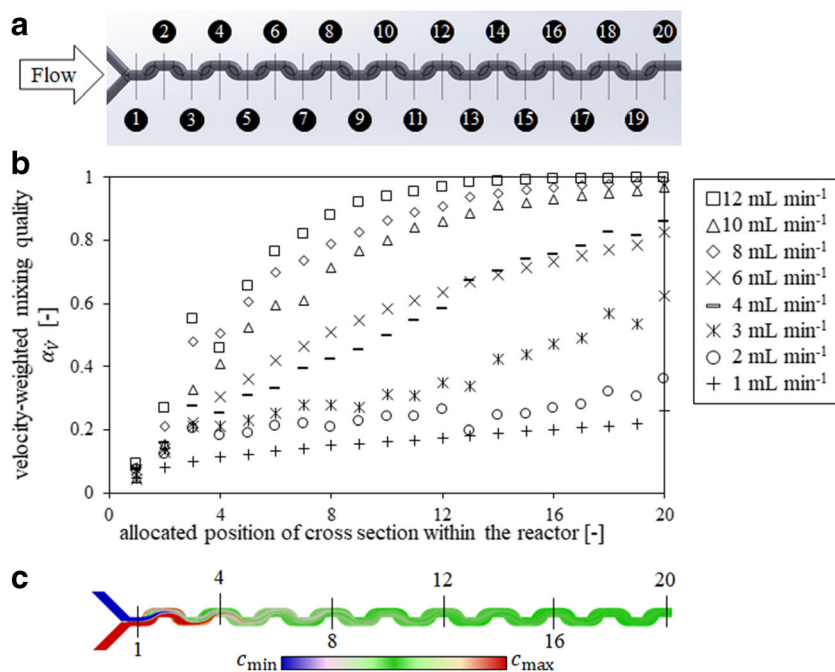 a
2 4 6 8 10 12 14 16 18 20
Flow
1 3 5 7 9 11 13 15 17 19
b
velocity-weighted mixing quality
α_V̇ [-]
1
0.8
0.6
0.4
0.2
0
0 4 8 12 16 20
allocated position of cross section within the reactor [-]
12 mL min⁻¹
10 mL min⁻¹
8 mL min⁻¹
6 mL min⁻¹
4 mL min⁻¹
3 mL min⁻¹
2 mL min⁻¹
1 mL min⁻¹
c
4 12 20
1 8 16
c_min c_max